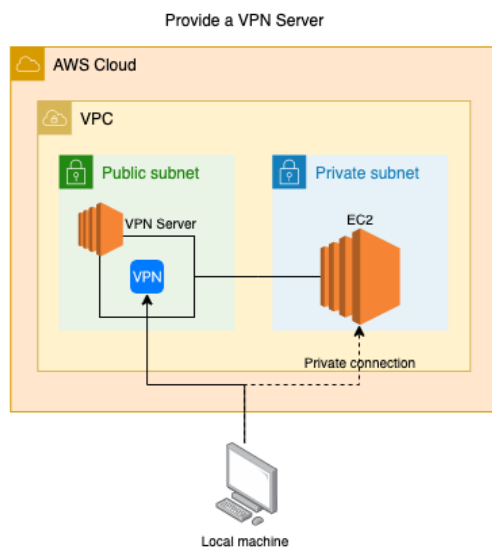 Provide a VPN Server
AWS Cloud
VPC
Public subnet
Private subnet
VPN Server
EC2
VPN
Private connection
Local machine